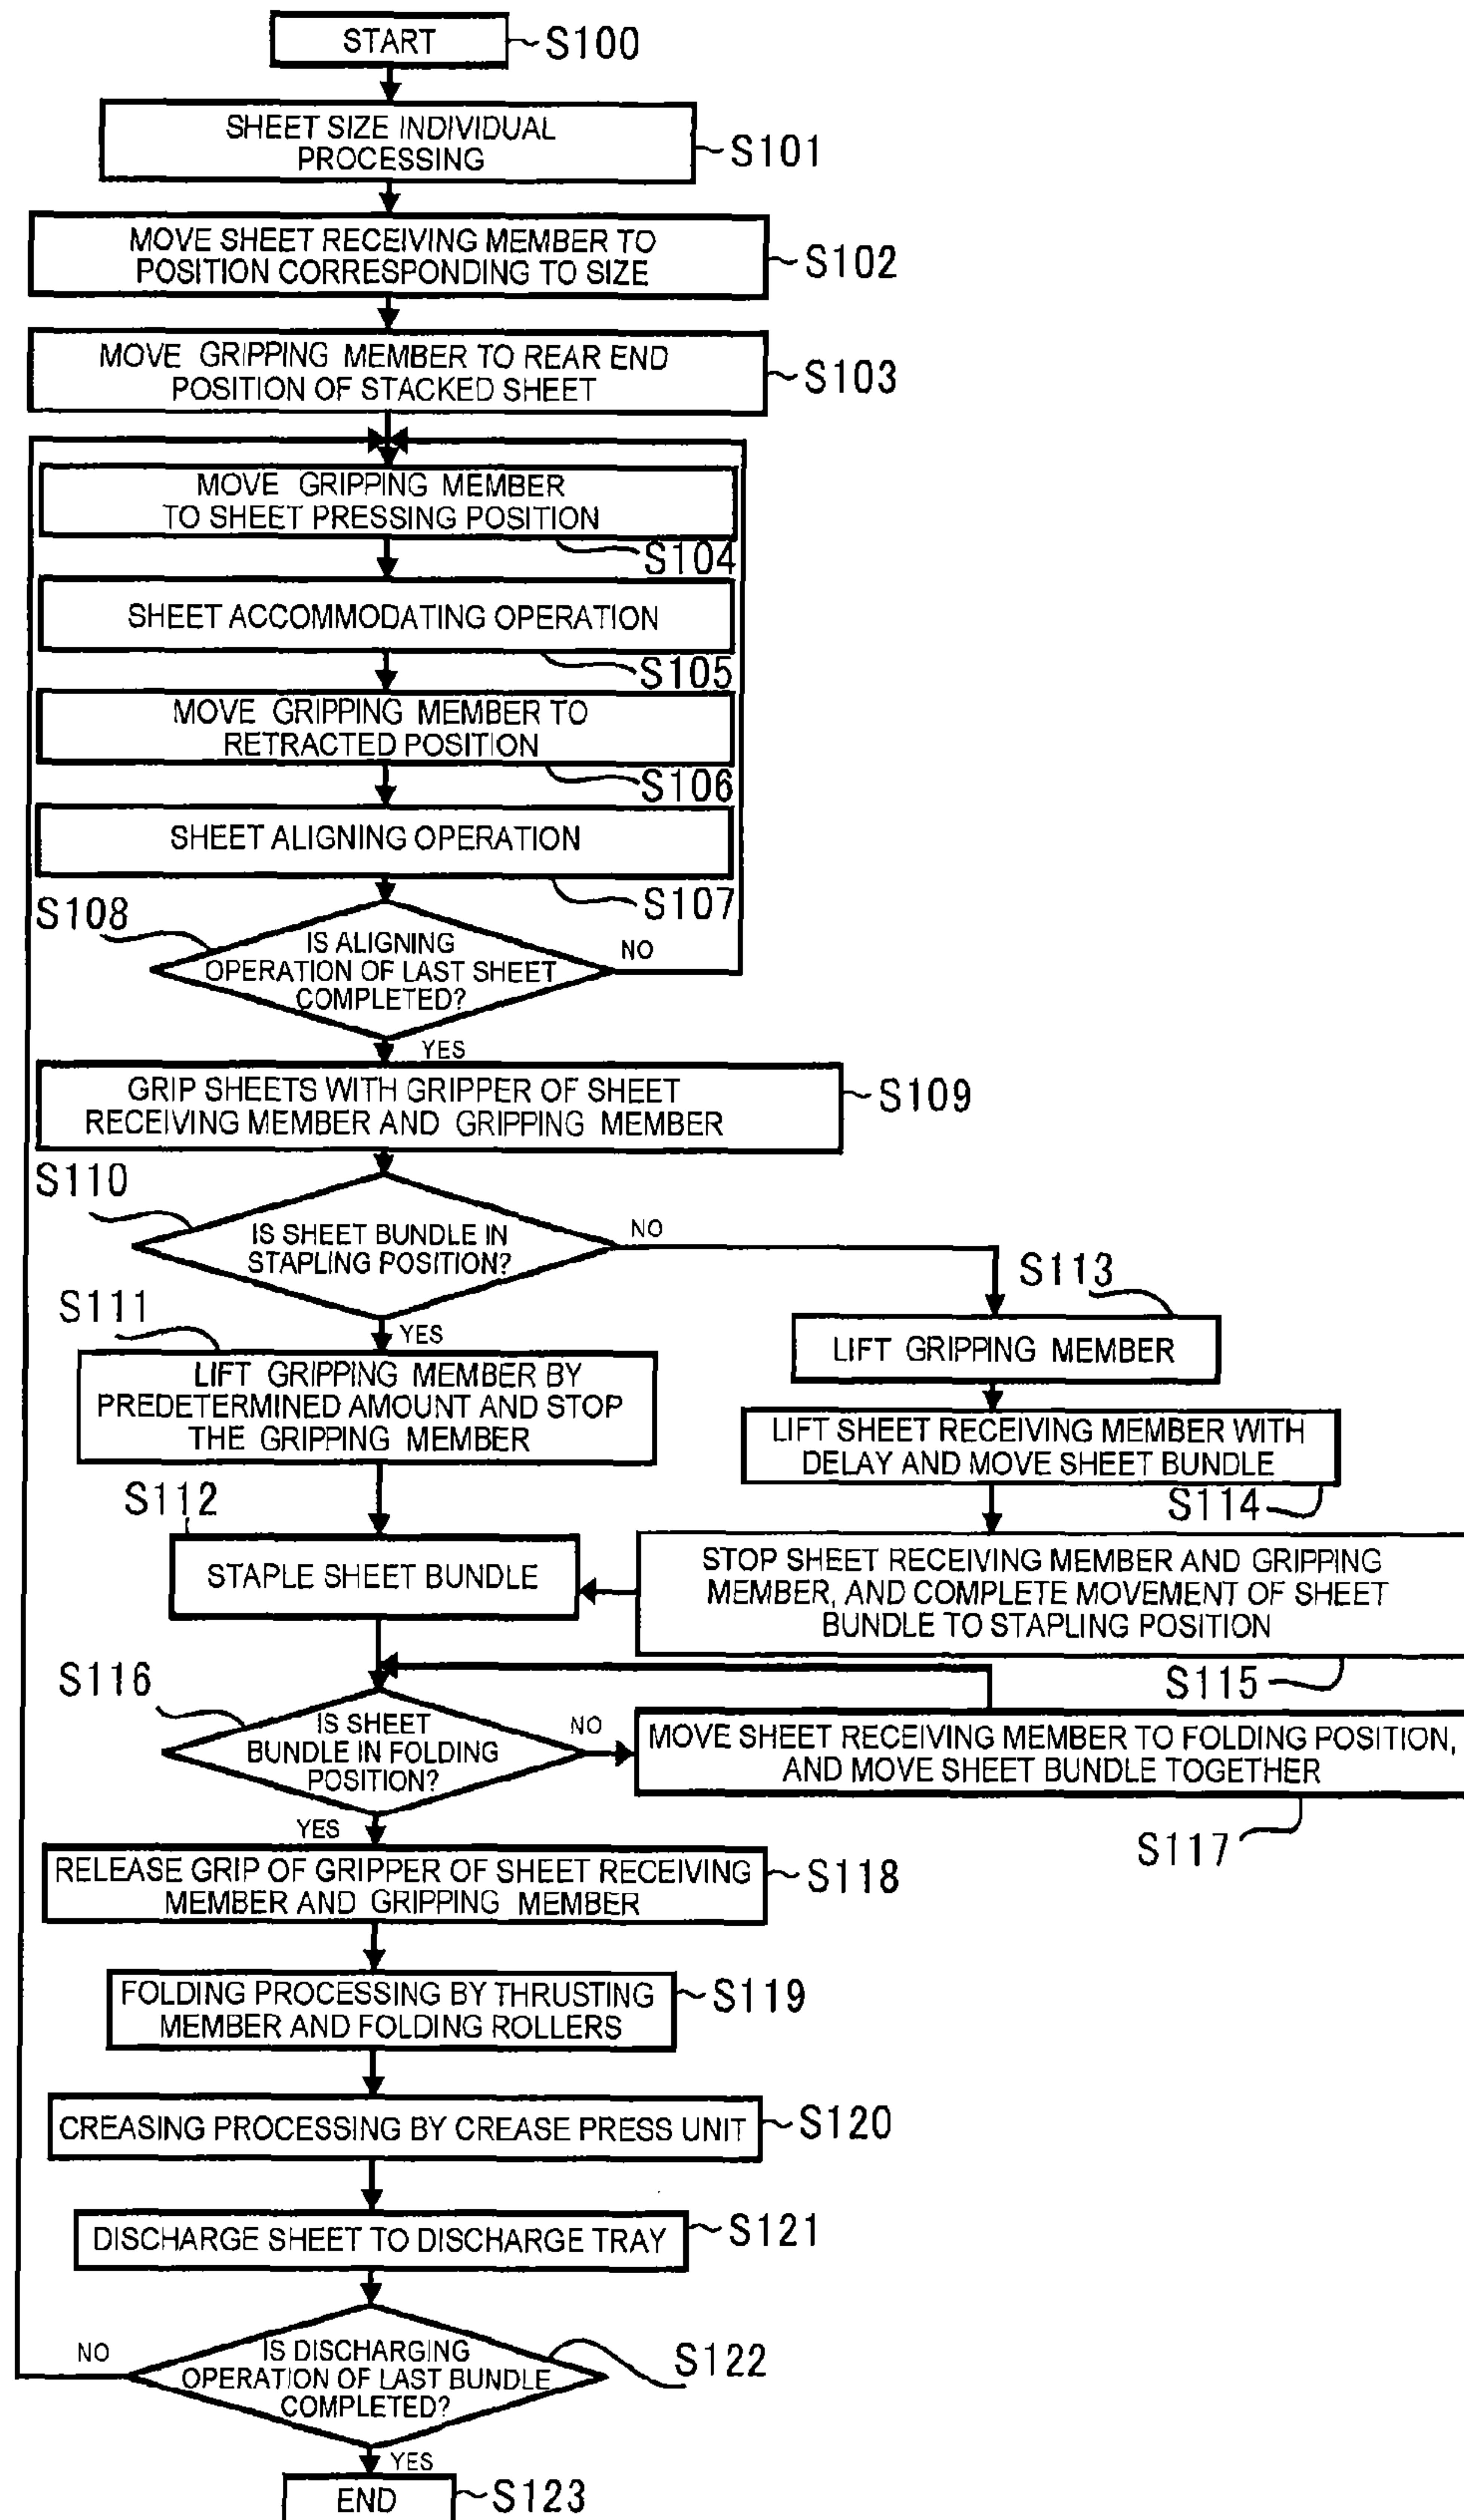 START
S100
SHEET SIZE INDIVIDUAL
PROCESSING
S101
MOVE SHEET RECEIVING MEMBER TO
POSITION CORRESPONDING TO SIZE
S102
MOVE GRIPPING MEMBER TO REAR END
POSITION OF STACKED SHEET
S103
MOVE GRIPPING MEMBER
TO SHEET PRESSING POSITION
S104
SHEET ACCOMMODATING OPERATION
S105
MOVE GRIPPING MEMBER TO
RETRACTED POSITION
S106
SHEET ALIGNING OPERATION
S107
S108
IS ALIGNING
OPERATION OF LAST SHEET
COMPLETED?
NO
YES
GRIP SHEETS WITH GRIPPER OF SHEET
RECEIVING MEMBER AND GRIPPING MEMBER
S109
S110
IS SHEET BUNDLE IN
STAPLING POSITION?
NO
YES
S111
LIFT GRIPPING MEMBER BY
PREDETERMINED AMOUNT AND STOP
THE GRIPPING MEMBER
S113
LIFT GRIPPING MEMBER
LIFT SHEET RECEIVING MEMBER WITH
DELAY AND MOVE SHEET BUNDLE
S114
S112
STAPLE SHEET BUNDLE
STOP SHEET RECEIVING MEMBER AND GRIPPING
MEMBER, AND COMPLETE MOVEMENT OF SHEET
BUNDLE TO STAPLING POSITION
S115
S116
IS SHEET
BUNDLE IN FOLDING
POSITION?
NO
MOVE SHEET RECEIVING MEMBER TO FOLDING POSITION,
AND MOVE SHEET BUNDLE TOGETHER
S117
YES
RELEASE GRIP OF GRIPPER OF SHEET RECEIVING
MEMBER AND GRIPPING MEMBER
S118
FOLDING PROCESSING BY THRUSTING
MEMBER AND FOLDING ROLLERS
S119
CREASING PROCESSING BY CREASE PRESS UNIT
S120
DISCHARGE SHEET TO DISCHARGE TRAY
S121
NO
IS DISCHARGING
OPERATION OF LAST BUNDLE
COMPLETED?
S122
YES
END
S123